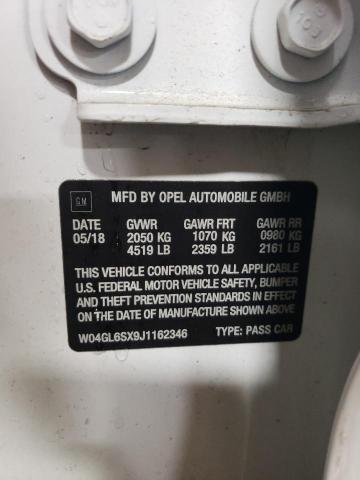 10.9
GM MFD BY OPEL AUTOMOBILE GMBH
DATE GVWR GAWR FRT GAWR RR
05/18 2050 KG 1070 KG 0980 KG
4519 LB 2359 LB 2161 LB
THIS VEHICLE CONFORMS TO ALL APPLICABLE
U.S. FEDERAL MOTOR VEHICLE SAFETY, BUMPER
AND THEFT PREVENTION STANDARDS IN EFFECT
ON THE DATE OF MANUFACTURE SHOWN ABOVE
W04GL6SX9J1162346 TYPE: PASS CAR